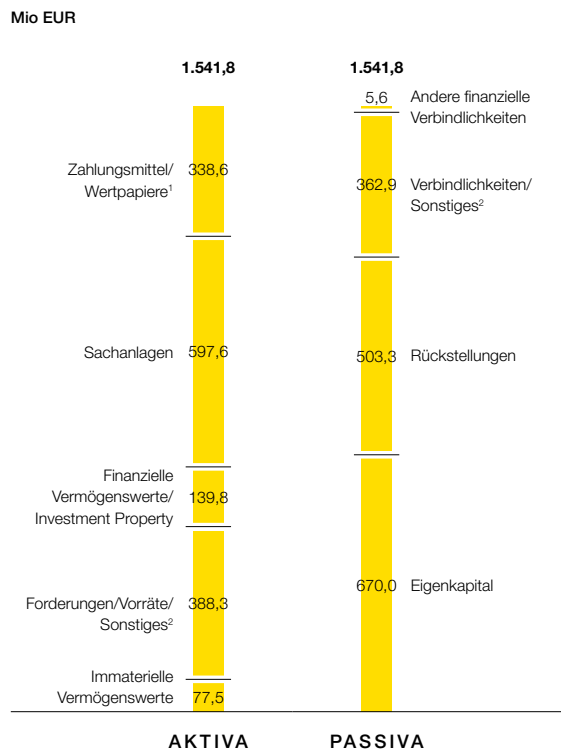 Mio EUR
1.541,8
1.541,8
5,6
Andere finanzielle
Verbindlichkeiten
Zahlungsmittel/
Wertpapiere¹
338,6
362,9
Verbindlichkeiten/
Sonstiges²
Sachanlagen
597,6
503,3
Rückstellungen
Finanzielle
Vermögenswerte/
Investment Property
139,8
670,0
Eigenkapital
Forderungen/Vorräte/
Sonstiges²
388,3
Immaterielle
Vermögenswerte
77,5
AKTIVA
PASSIVA